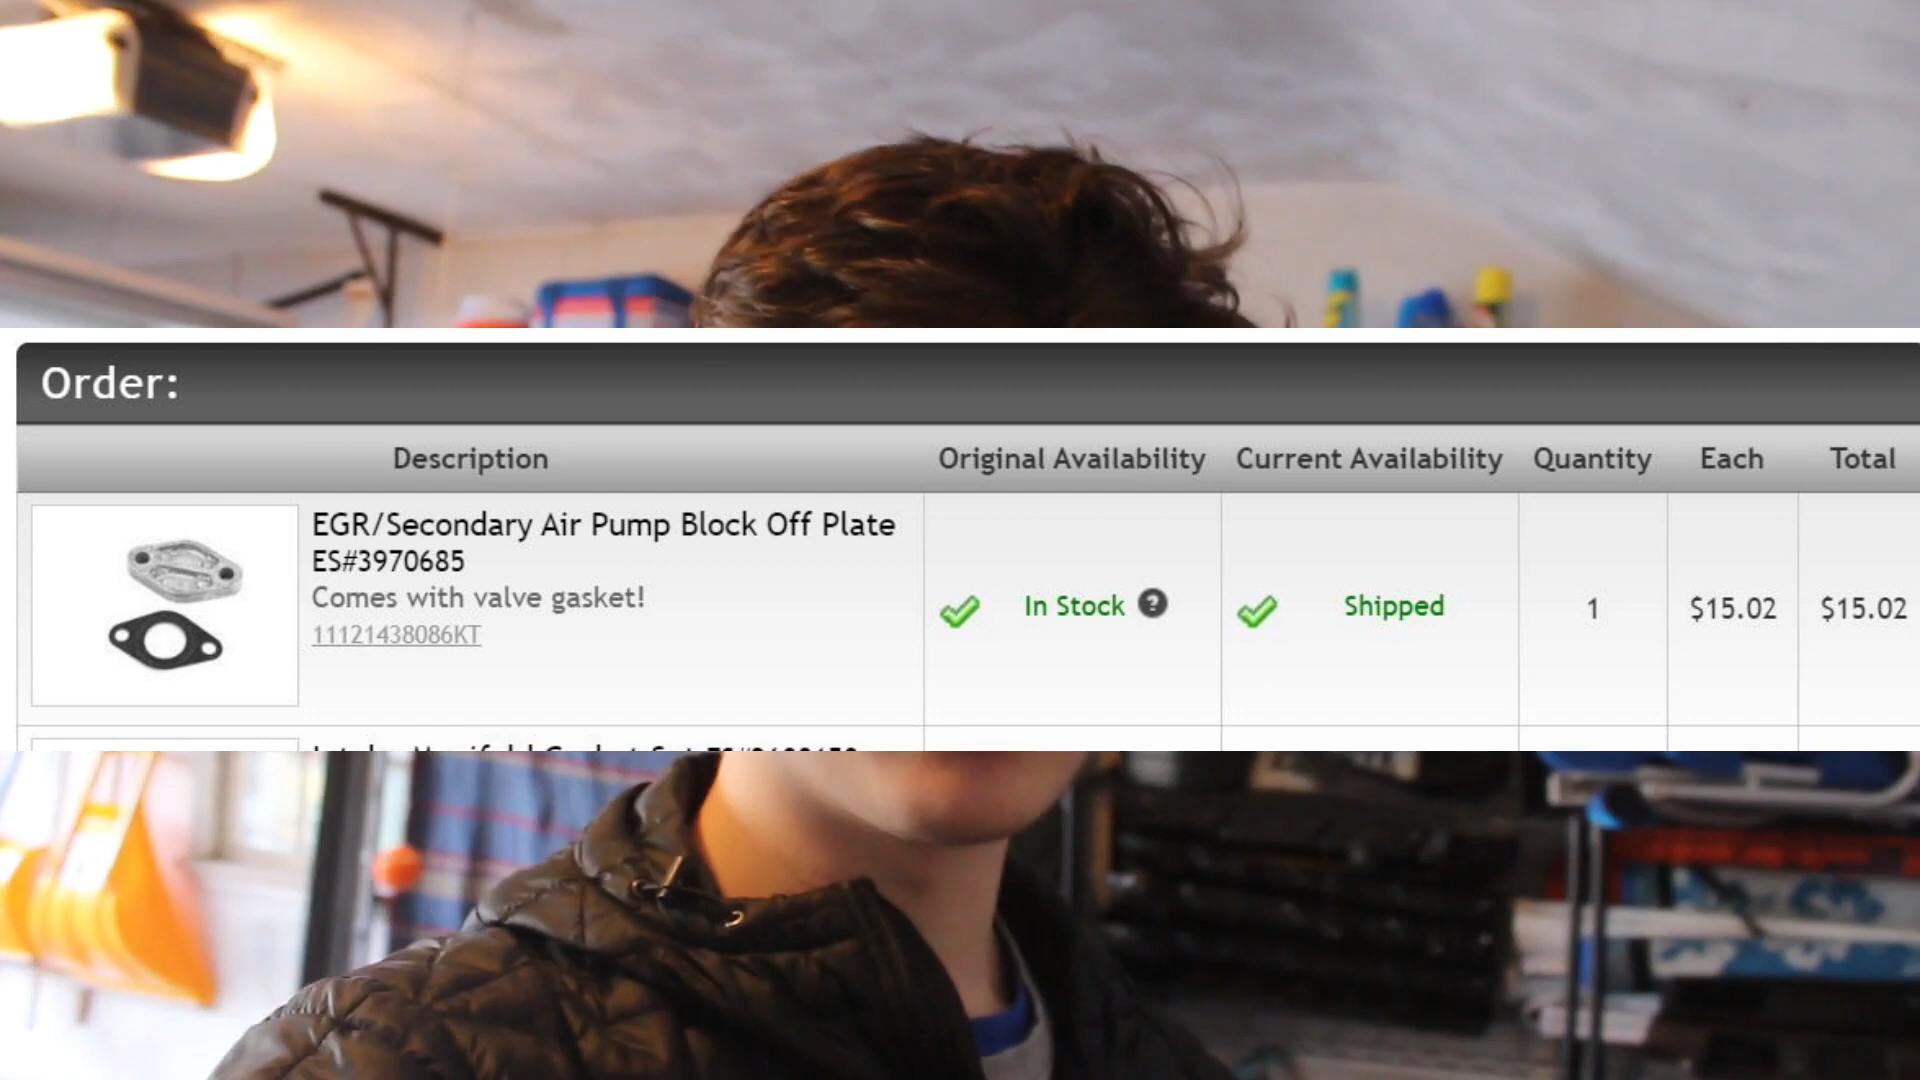 Order:
Description Original Availability Current Availability Quantity Each Total
EGR/Secondary Air Pump Block Off Plate
ES#3970685
Comes with valve gasket!
11121438086KT
In Stock ? Shipped 1 $15.02 $15.02